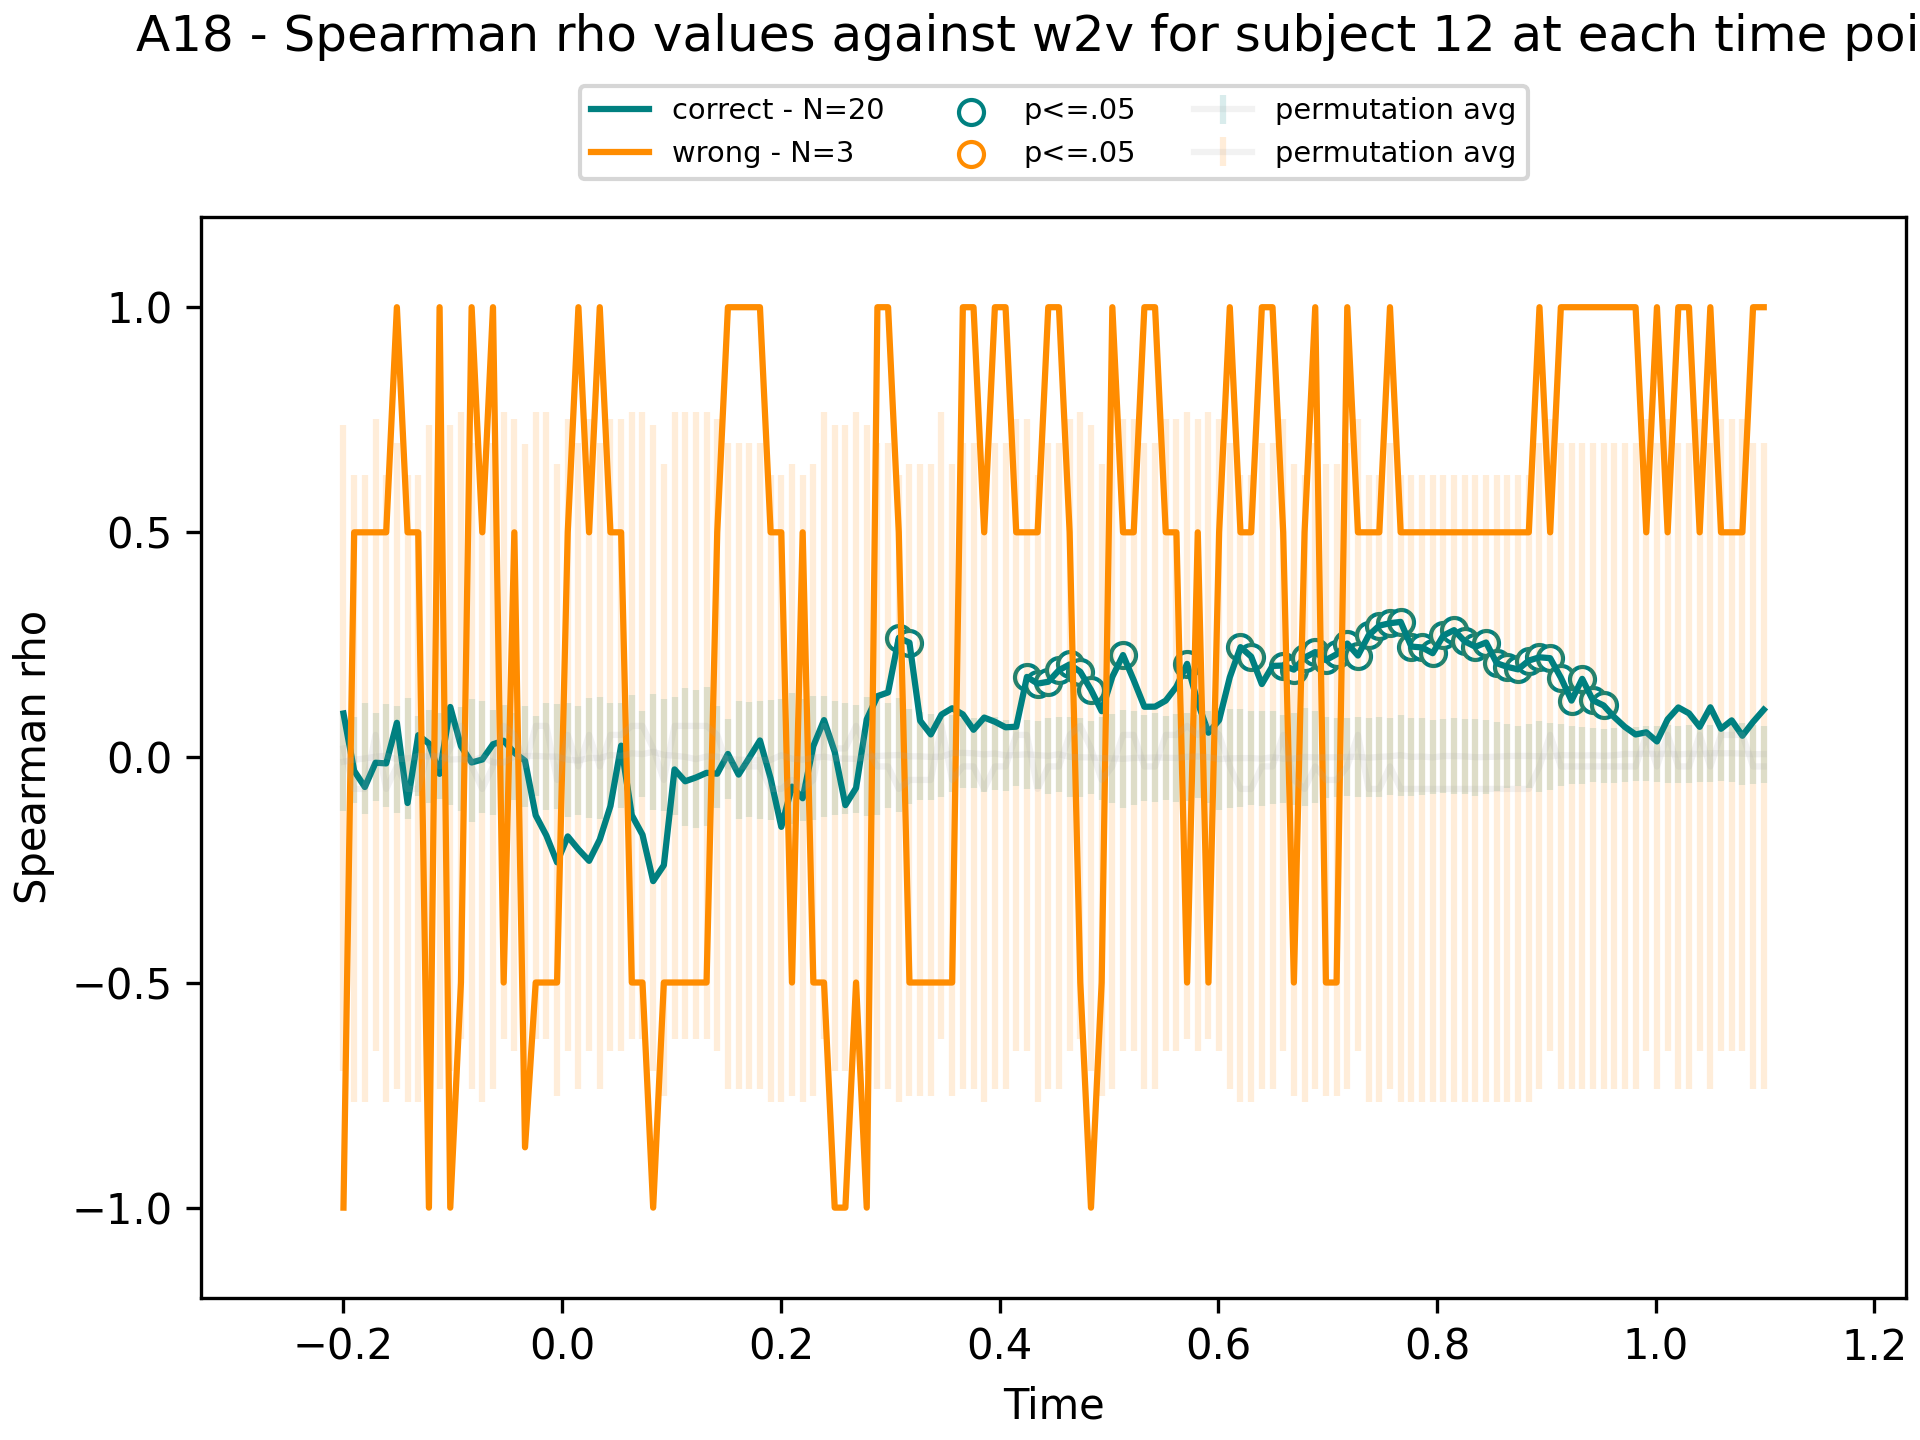 A18 - Spearman rho values against w2v for subject 12 at each time poi
correct - N=20
wrong - N=3
p<=.05
p<=.05
permutation avg
permutation avg
1.0
0.5
0.0
−0.5
−1.0
Spearman rho
−0.2 0.0 0.2 0.4 0.6 0.8 1.0 1.2
Time